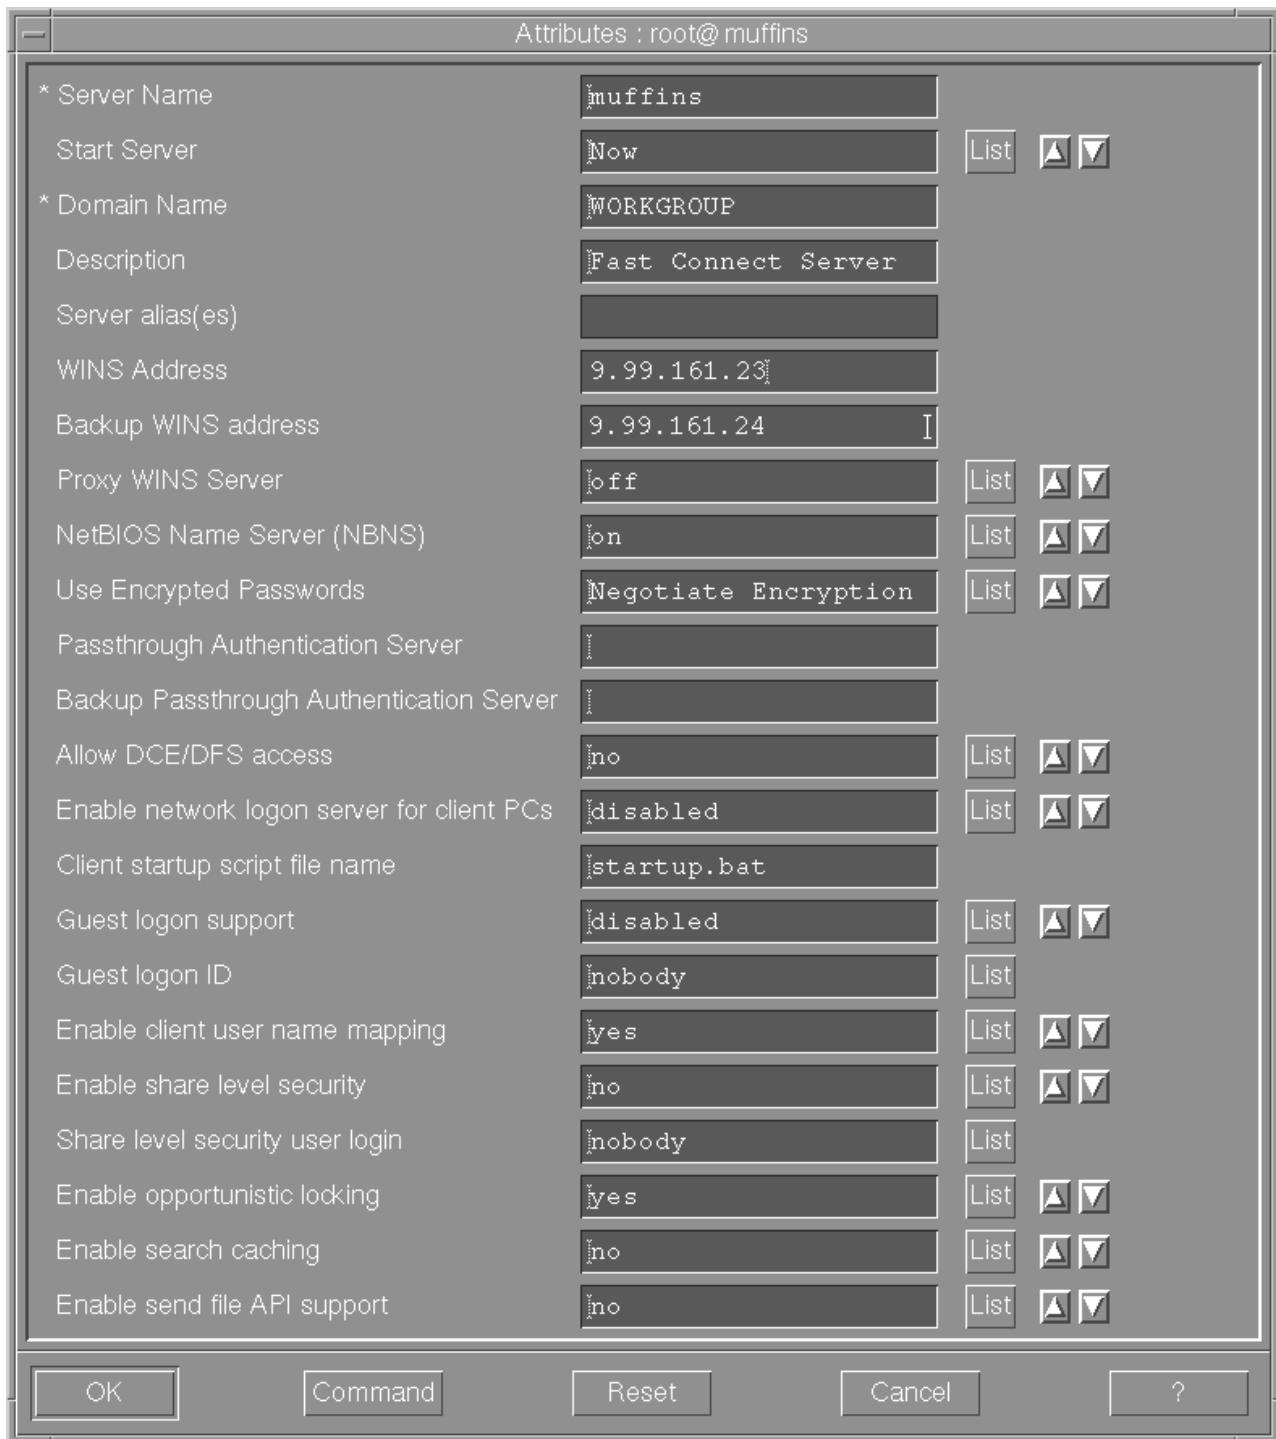 Attributes : root@muffins
* Server Name muffins
Start Server Now List
* Domain Name WORKGROUP
Description Fast Connect Server
Server alias(es)
WINS Address 9.99.161.23
Backup WINS address 9.99.161.24
Proxy WINS Server off List
NetBIOS Name Server (NBNS) on List
Use Encrypted Passwords Negotiate Encryption List
Passthrough Authentication Server
Backup Passthrough Authentication Server
Allow DCE/DFS access no List
Enable network logon server for client PCs disabled List
Client startup script file name startup.bat
Guest logon support disabled List
Guest logon ID nobody List
Enable client user name mapping yes List
Enable share level security no List
Share level security user login nobody List
Enable opportunistic locking yes List
Enable search caching no List
Enable send file API support no List
OK Command Reset Cancel ?